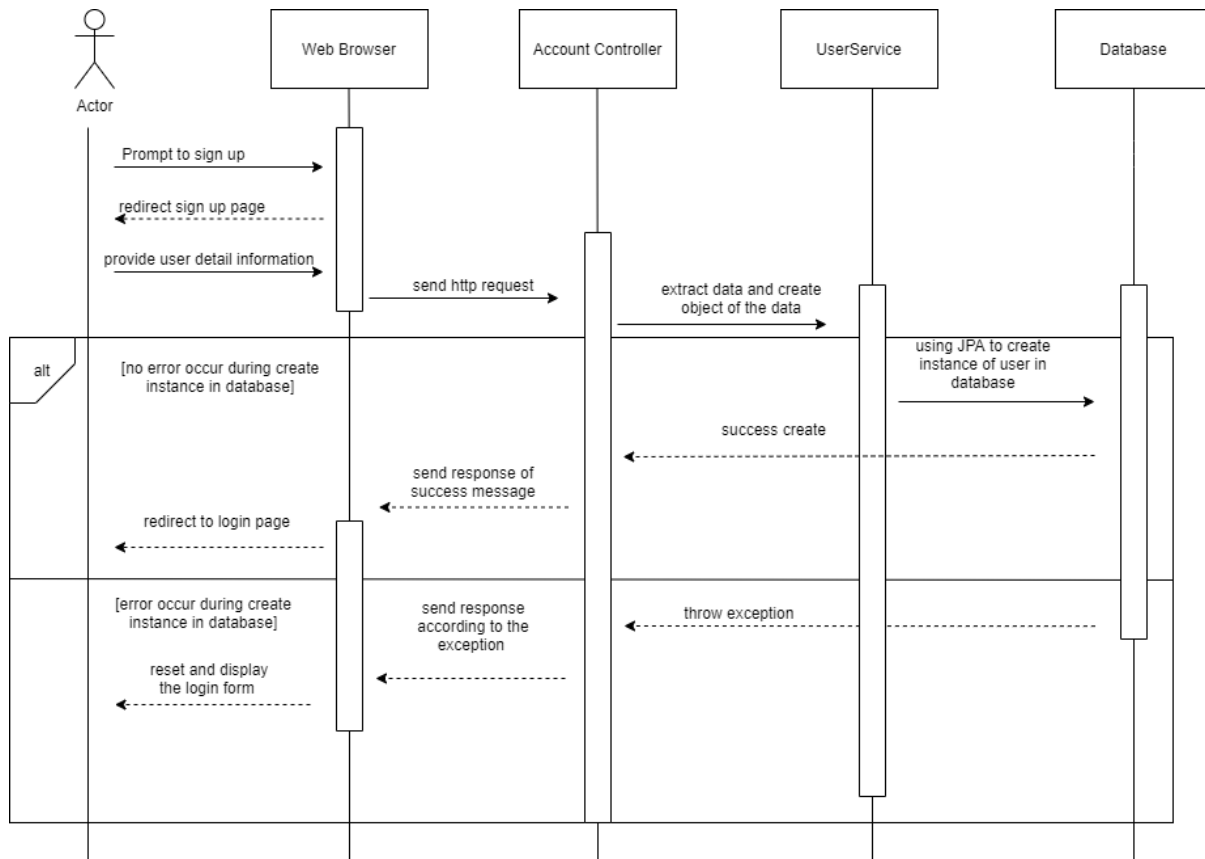 Actor
Web Browser
Account Controller
UserService
Database
Prompt to sign up
redirect sign up page
provide user detail information
send http request
extract data and create
object of the data
alt
[no error occur during create
instance in database]
using JPA to create
instance of user in
database
success create
send response of
success message
redirect to login page
[error occur during create
instance in database]
send response
according to the
exception
throw exception
reset and display
the login form